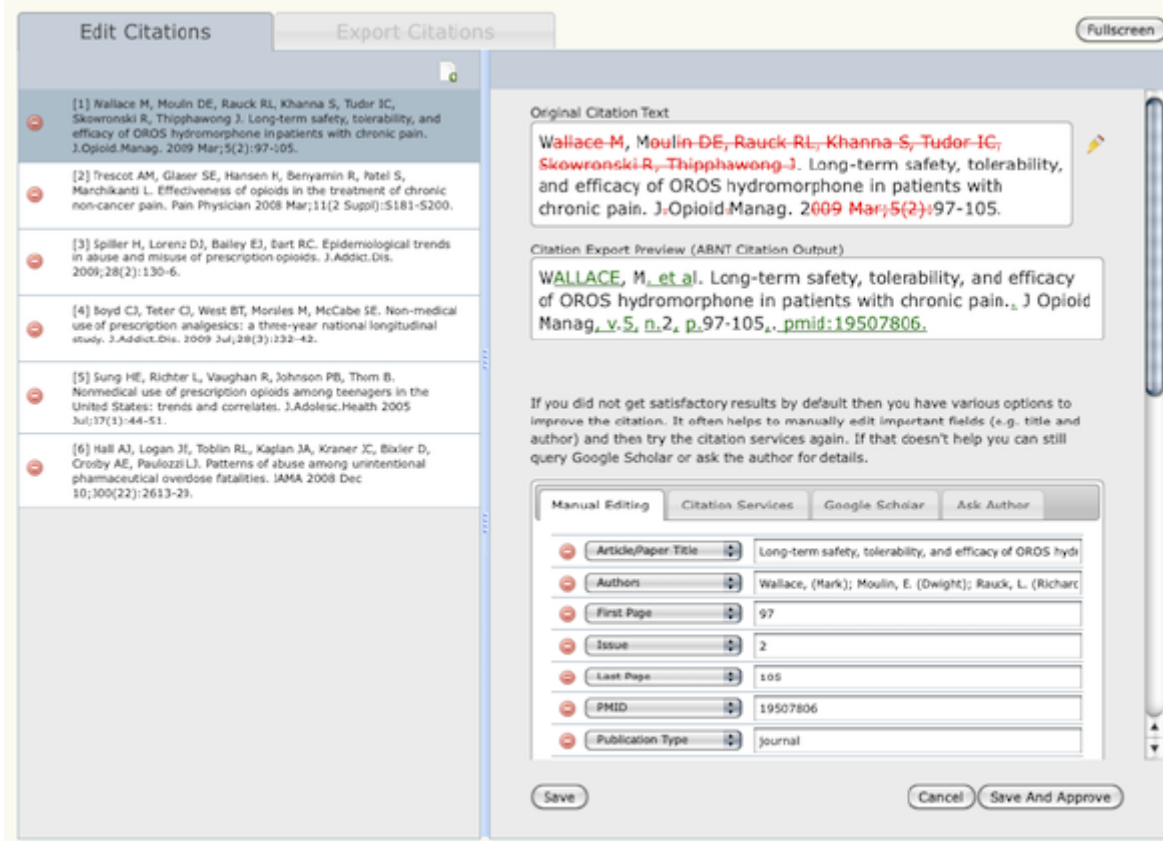 Edit Citations
Export Citations
Fullscreen
[1] Wallace M, Moulin DE, Rauck RL, Khanna S, Tudor IC,
Skowronski R, Thipphawong J. Long-term safety, tolerability, and
efficacy of OROS hydromorphone in patients with chronic pain.
J.Opioid.Manag. 2009 Mar;5(2):97-105.
[2] Trescot AM, Glaser SE, Hansen H, Benyamin R, Patel S,
Manchikanti L. Effectiveness of opioids in the treatment of chronic
non-cancer pain. Pain Physician 2008 Mar;11(2 Suppl):S181-S200.
[3] Spiller H, Lorenz DJ, Bailey EJ, Dart RC. Epidemiological trends
in abuse and misuse of prescription opioids. J.Addict.Dis.
2009;28(2):130-6.
[4] Boyd CJ, Teter CJ, West BT, Morales M, McCabe SE. Non-medical
use of prescription analgesics: a three-year national longitudinal
study. J.Addict.Dis. 2009 Jul;28(3):232-42.
[5] Sung HE, Richter L, Vaughan R, Johnson PB, Thom B.
Nonmedical use of prescription opioids among teenagers in the
United States: trends and correlates. J.Adolesc.Health 2005
Jul;37(1):44-51.
[6] Hall AJ, Logan JE, Toblin RL, Kaplan JA, Kraner JC, Bixler D,
Crosby AE, Paulozzi LJ. Patterns of abuse among unintentional
pharmaceutical overdose fatalities. JAMA 2008 Dec
10;300(22):2613-20.
Original Citation Text
Wallace M, Moulin DE, Rauck RL, Khanna S, Tudor IC,
Skowronski R, Thipphawong J. Long-term safety, tolerability,
and efficacy of OROS hydromorphone in patients with
chronic pain. J.Opioid.Manag. 2009 Mar;5(2):97-105.
Citation Export Preview (ABNT Citation Output)
WALLACE, M. et al. Long-term safety, tolerability, and efficacy
of OROS hydromorphone in patients with chronic pain., J Opioid
Manag, v.5, n.2, p.97-105,. pmid:19507806.
If you did not get satisfactory results by default then you have various options to
improve the citation. It often helps to manually edit important fields (e.g. title and
author) and then try the citation services again. If that doesn't help you can still
query Google Scholar or ask the author for details.
Manual Editing
Citation Services
Google Scholar
Ask Author
Article/Paper Title
Long-term safety, tolerability, and efficacy of OROS hydr
Authors
Wallace, (Mark); Moulin, E. (Dwight); Rauck, L. (Richarc
First Page
97
Issue
2
Last Page
105
PMID
19507806
Publication Type
journal
Save
Cancel
Save And Approve